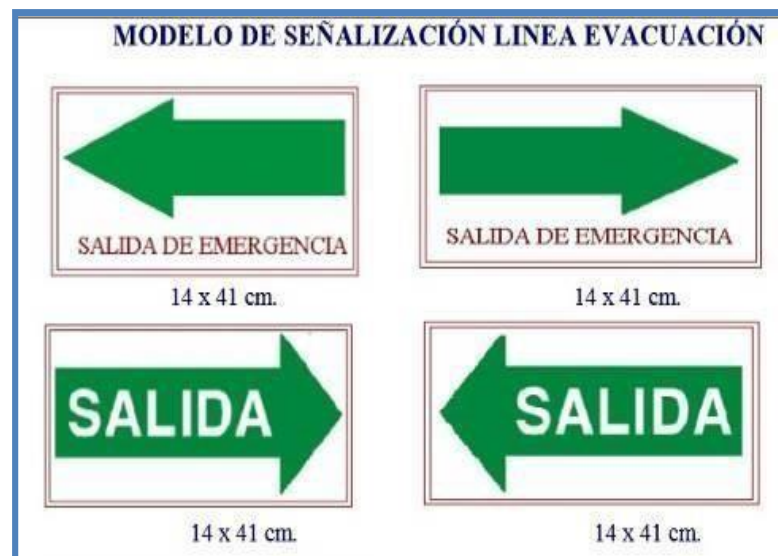 MODELO DE SEÑALIZACIÓN LINEA EVACUACIÓN
SALIDA DE EMERGENCIA
SALIDA DE EMERGENCIA
14 x 41 cm.
14 x 41 cm.
SALIDA
SALIDA
14 x 41 cm.
14 x 41 cm.